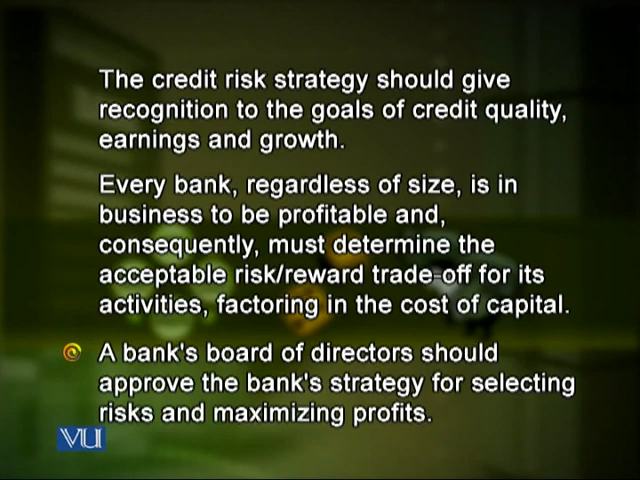 The credit risk strategy should give
recognition to the goals of credit quality,
earnings and growth.
Every bank, regardless of size, is in
business to be profitable and,
consequently, must determine the
acceptable risk/reward trade-off for its
activities, factoring in the cost of capital.
A bank's board of directors should
approve the bank's strategy for selecting
risks and maximizing profits.
VU